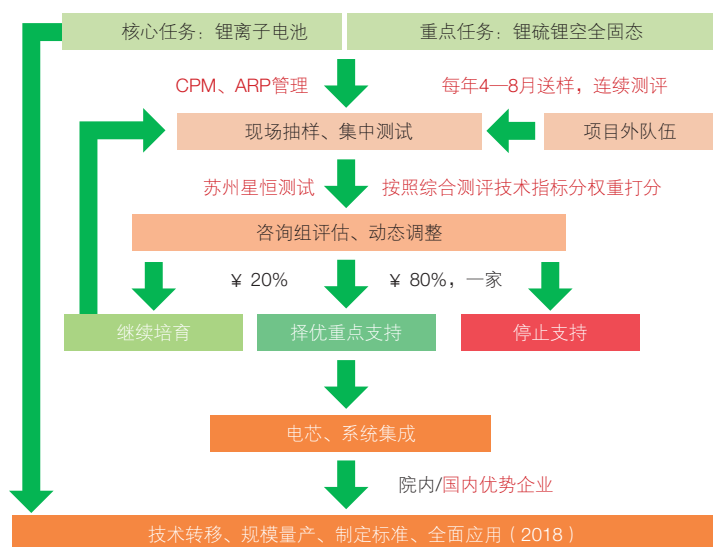 核心任务：锂离子电池
重点任务：锂硫锂空全固态
CPM、ARP管理
每年4—8月送样，连续测评
现场抽样、集中测试
项目外队伍
苏州星恒测试
按照综合测评技术指标分权重打分
咨询组评估、动态调整
¥ 20%
¥ 80%，一家
继续培育
择优重点支持
停止支持
电芯、系统集成
院内/国内优势企业
技术转移、规模量产、制定标准、全面应用（2018）